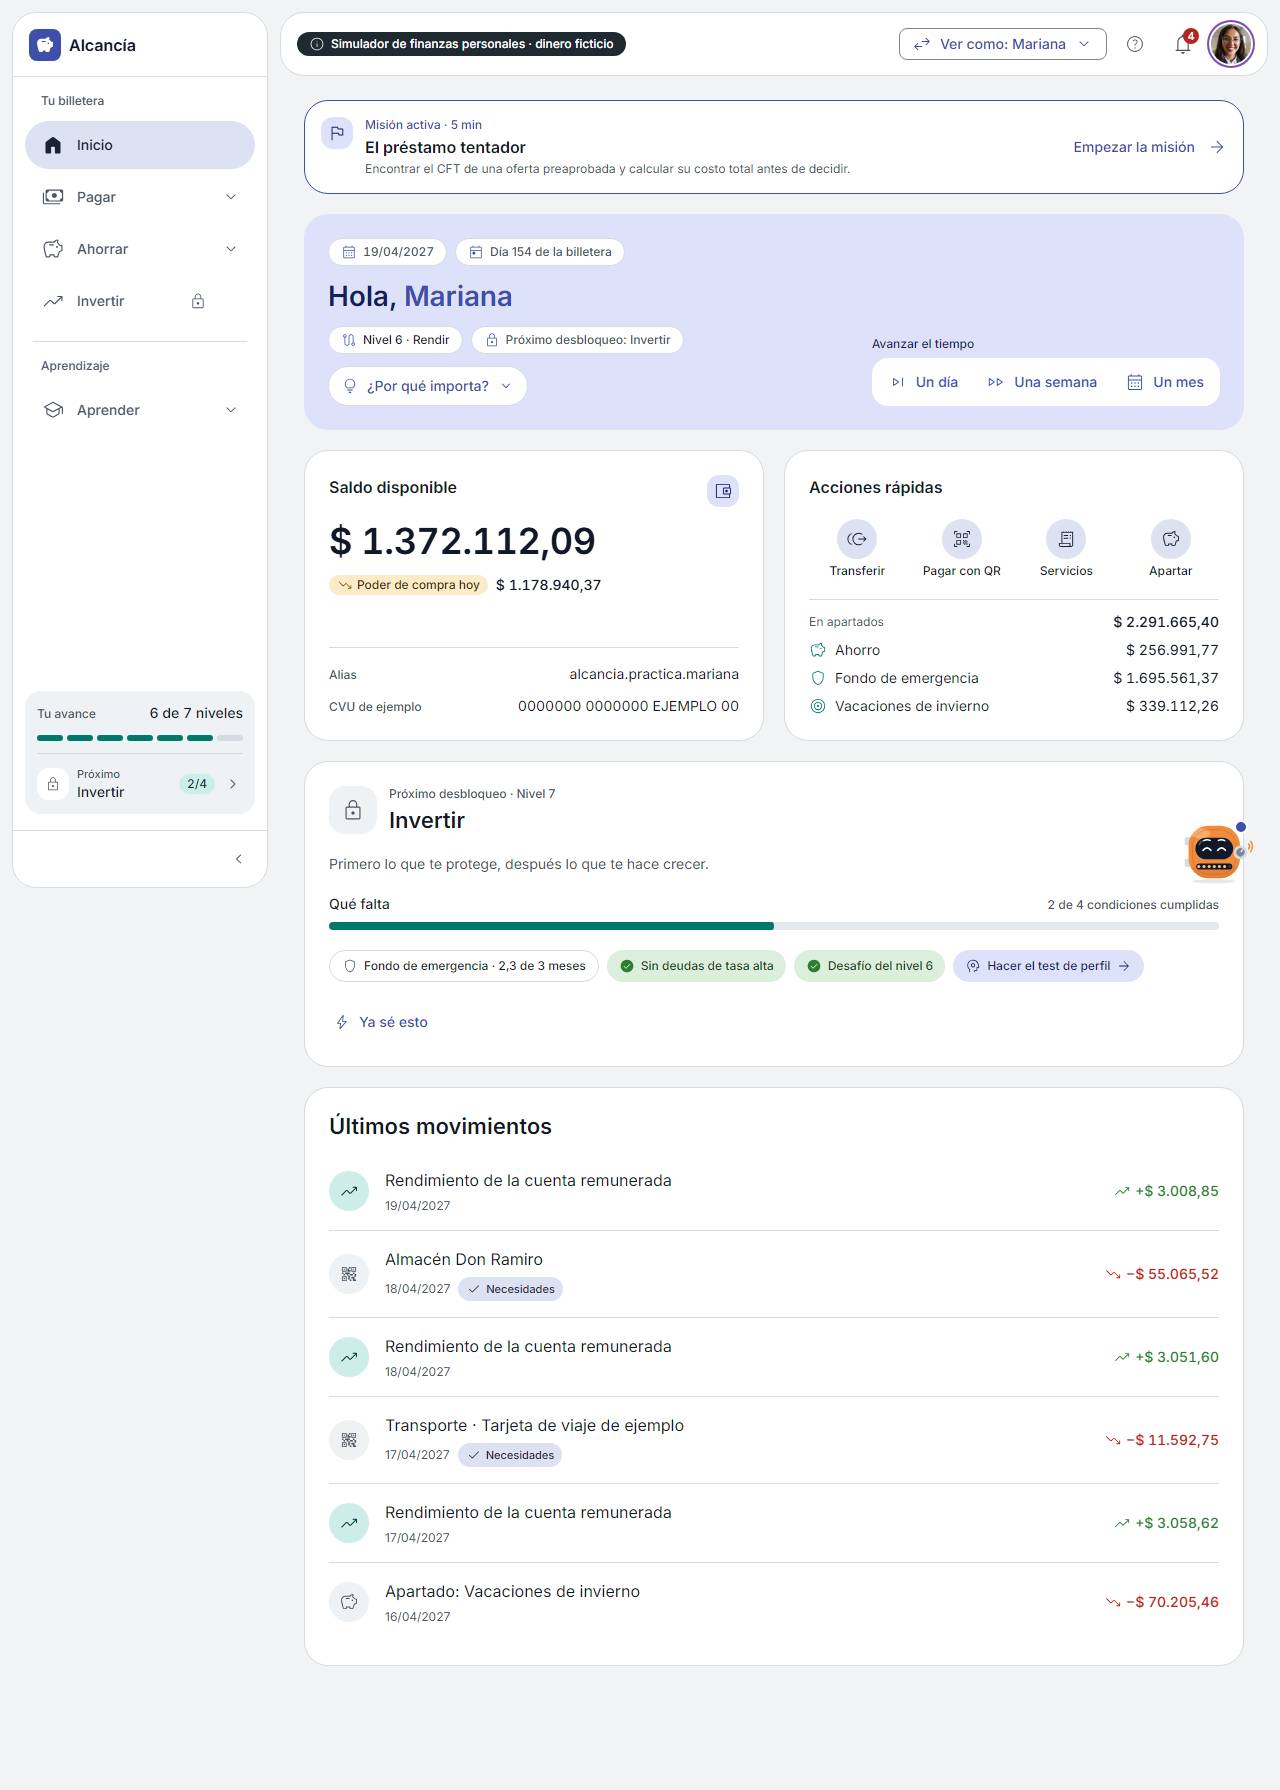 Alcancía
Tu billetera
Inicio
Pagar
Ahorrar
Invertir
Aprendizaje
Aprender
Tu avance
6 de 7 niveles
Próximo
Invertir
2/4
Simulador de finanzas personales · dinero ficticio
Ver como: Mariana
4
Misión activa · 5 min
El préstamo tentador
Encontrar el CFT de una oferta preaprobada y calcular su costo total antes de decidir.
Empezar la misión
19/04/2027
Día 154 de la billetera
Hola, Mariana
Nivel 6 · Rendir
Próximo desbloqueo: Invertir
¿Por qué importa?
Avanzar el tiempo
Un día
Una semana
Un mes
Saldo disponible
$ 1.372.112,09
Poder de compra hoy
$ 1.178.940,37
Alias
alcancia.practica.mariana
CVU de ejemplo
0000000 0000000 EJEMPLO 00
Acciones rápidas
Transferir
Pagar con QR
Servicios
Apartar
En apartados
$ 2.291.665,40
Ahorro
$ 256.991,77
Fondo de emergencia
$ 1.695.561,37
Vacaciones de invierno
$ 339.112,26
Próximo desbloqueo · Nivel 7
Invertir
Primero lo que te protege, después lo que te hace crecer.
Qué falta
2 de 4 condiciones cumplidas
Fondo de emergencia · 2,3 de 3 meses
Sin deudas de tasa alta
Desafío del nivel 6
Hacer el test de perfil
Ya sé esto
Últimos movimientos
Rendimiento de la cuenta remunerada
19/04/2027
+$ 3.008,85
Almacén Don Ramiro
18/04/2027
Necesidades
−$ 55.065,52
Rendimiento de la cuenta remunerada
18/04/2027
+$ 3.051,60
Transporte · Tarjeta de viaje de ejemplo
17/04/2027
Necesidades
−$ 11.592,75
Rendimiento de la cuenta remunerada
17/04/2027
+$ 3.058,62
Apartado: Vacaciones de invierno
16/04/2027
−$ 70.205,46